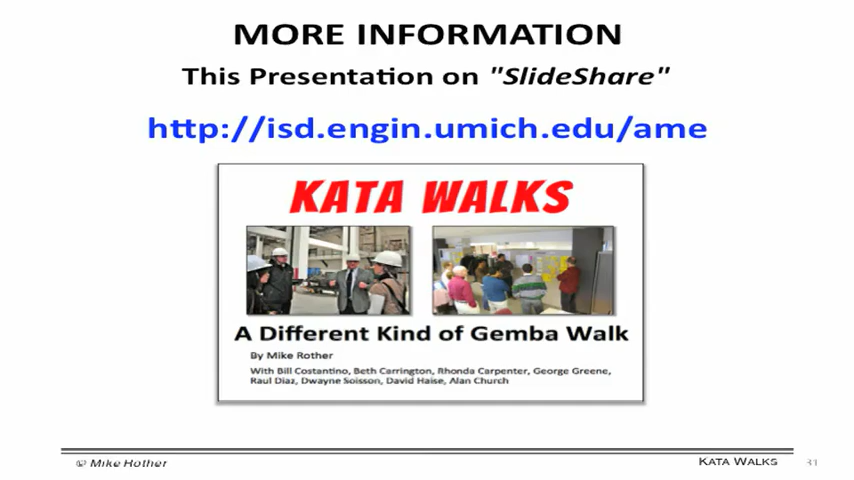 MORE INFORMATION
This Presentation on "SlideShare"
http://isd.engin.umich.edu/ame
KATA WALKS
A Different Kind of Gemba Walk
By Mike Rother
With Bill Costantino, Beth Carrington, Rhonda Carpenter, George Greene,
Raul Diaz, Dwayne Soisson, David Haise, Alan Church
© Mike Rother
KATA WALKS
31